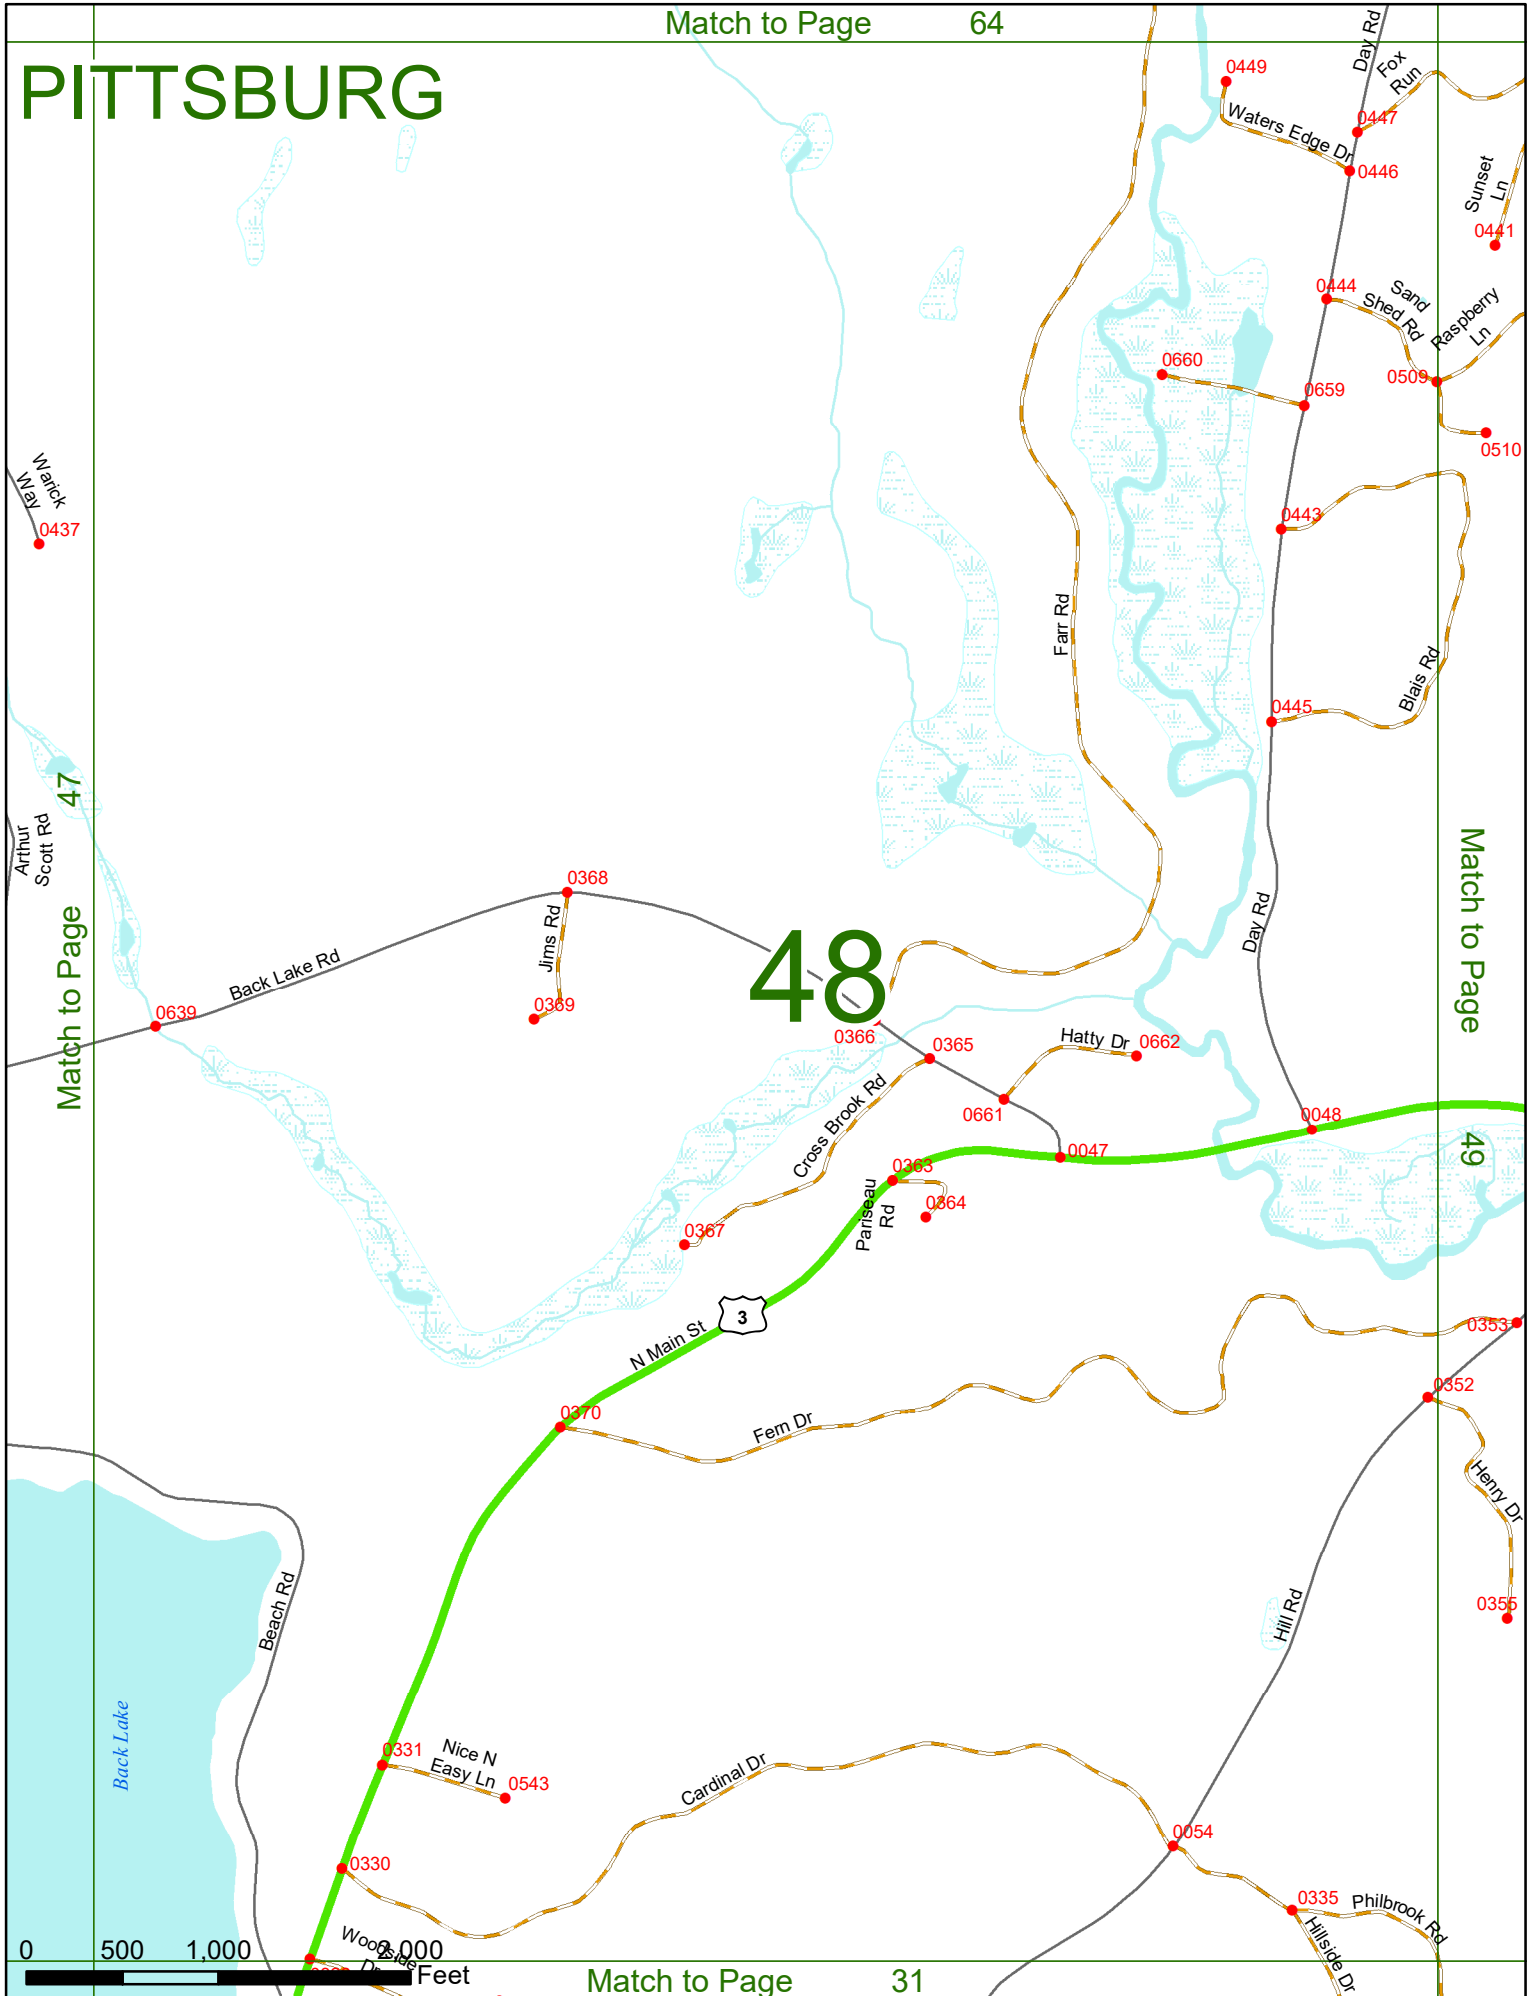 Match to Page 64
PITTSBURG
Day Rd
Fox
Run
0449
0447
Waters Edge Dr
0446
Sunset
Ln
0441
0444
Sand
Shed Rd
Raspberry
Ln
0660
0659
0509
0510
Warick
Way
0437
0443
Farr Rd
Blais Rd
0445
47
Match to Page
Arthur
Scott Rd
Match to Page
49
0368
Jims Rd
48
Day Rd
Back Lake Rd
0639
0369
0366
0365
Hatty Dr
0662
0661
Cross Brook Rd
0048
0047
0363
Pariseau
Rd
0364
0367
3
N Main St
0353
0352
0370
Fern Dr
Henry Dr
Beach Rd
Hill Rd
0355
Back Lake
0331
Nice N
Easy Ln
0543
Cardinal Dr
0054
0330
0335
Philbrook Rd
Hillside Dr
Woodside
Dr
0 500 1,000 2,000
Feet
Match to Page 31